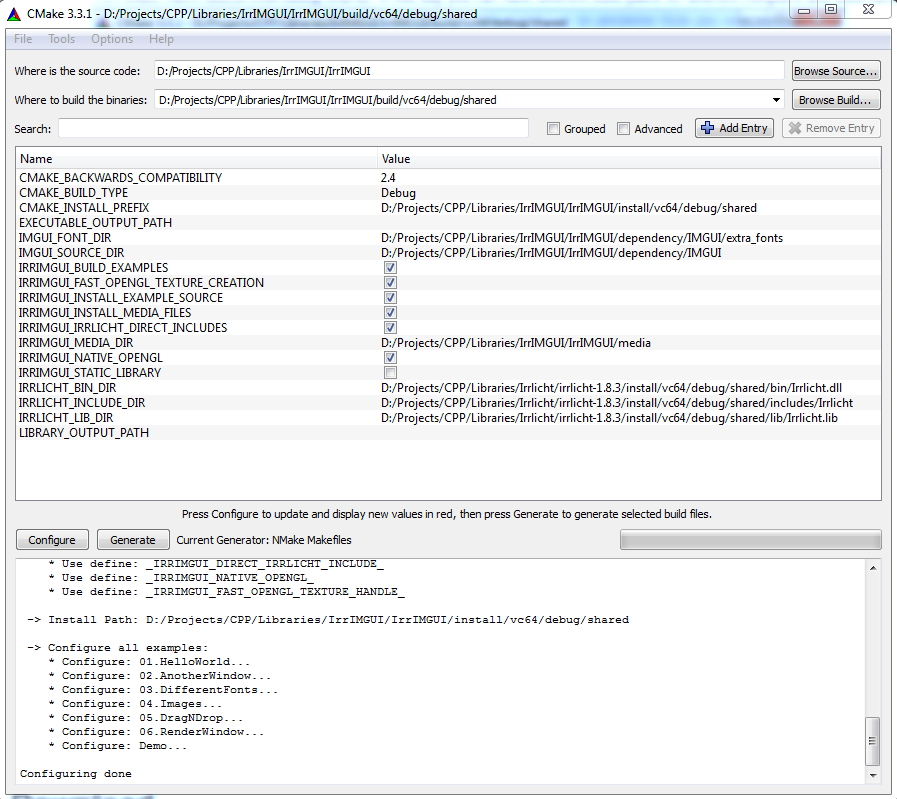 CMake 3.3.1 - D:/Projects/CPP/Libraries/IrrIMGUI/IrrIMGUI/build/vc64/debug/shared
File Tools Options Help
Where is the source code: D:/Projects/CPP/Libraries/IrrIMGUI/IrrIMGUI Browse Source...
Where to build the binaries: D:/Projects/CPP/Libraries/IrrIMGUI/IrrIMGUI/build/vc64/debug/shared Browse Build...
Search: Grouped Advanced Add Entry Remove Entry
Name Value
CMAKE_BACKWARDS_COMPATIBILITY 2.4
CMAKE_BUILD_TYPE Debug
CMAKE_INSTALL_PREFIX D:/Projects/CPP/Libraries/IrrIMGUI/IrrIMGUI/install/vc64/debug/shared
EXECUTABLE_OUTPUT_PATH
IMGUI_FONT_DIR D:/Projects/CPP/Libraries/IrrIMGUI/IrrIMGUI/dependency/IMGUI/extra_fonts
IMGUI_SOURCE_DIR D:/Projects/CPP/Libraries/IrrIMGUI/IrrIMGUI/dependency/IMGUI
IRRIMGUI_BUILD_EXAMPLES
IRRIMGUI_FAST_OPENGL_TEXTURE_CREATION
IRRIMGUI_INSTALL_EXAMPLE_SOURCE
IRRIMGUI_INSTALL_MEDIA_FILES
IRRIMGUI_IRRLICHT_DIRECT_INCLUDES
IRRIMGUI_MEDIA_DIR D:/Projects/CPP/Libraries/IrrIMGUI/IrrIMGUI/media
IRRIMGUI_NATIVE_OPENGL
IRRIMGUI_STATIC_LIBRARY
IRRLICHT_BIN_DIR D:/Projects/CPP/Libraries/Irrlicht/irrlicht-1.8.3/install/vc64/debug/shared/bin/Irrlicht.dll
IRRLICHT_INCLUDE_DIR D:/Projects/CPP/Libraries/Irrlicht/irrlicht-1.8.3/install/vc64/debug/shared/includes/Irrlicht
IRRLICHT_LIB_DIR D:/Projects/CPP/Libraries/Irrlicht/irrlicht-1.8.3/install/vc64/debug/shared/lib/Irrlicht.lib
LIBRARY_OUTPUT_PATH
Press Configure to update and display new values in red, then press Generate to generate selected build files.
Configure Generate Current Generator: NMake Makefiles
* Use define: _IRRIMGUI_DIRECT_IRRLICHT_INCLUDE_
* Use define: _IRRIMGUI_NATIVE_OPENGL_
* Use define: _IRRIMGUI_FAST_OPENGL_TEXTURE_HANDLE_
-> Install Path: D:/Projects/CPP/Libraries/IrrIMGUI/IrrIMGUI/install/vc64/debug/shared
-> Configure all examples:
* Configure: 01.HelloWorld...
* Configure: 02.AnotherWindow...
* Configure: 03.DifferentFonts...
* Configure: 04.Images...
* Configure: 05.DragNDrop...
* Configure: 06.RenderWindow...
* Configure: Demo...
Configuring done